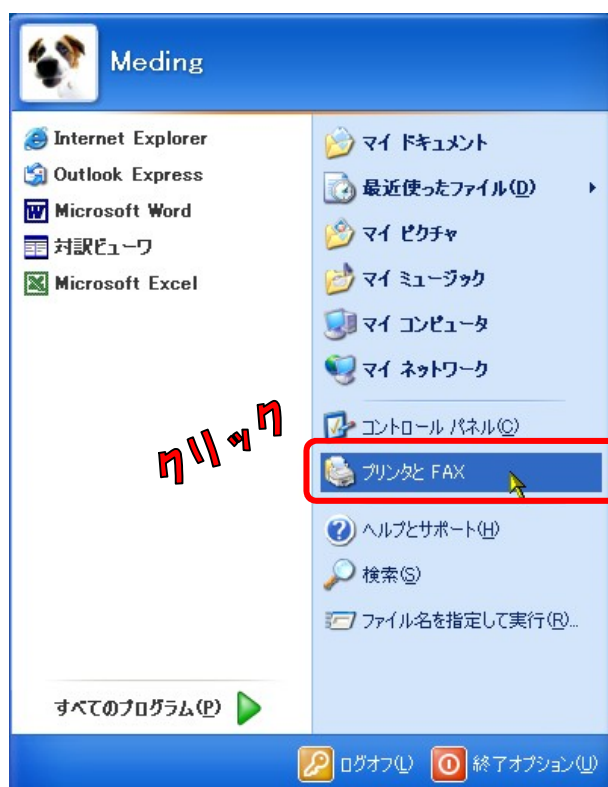 Meding
Internet Explorer
Outlook Express
Microsoft Word
対訳ビューワ
Microsoft Excel
マイ ドキュメント
最近使ったファイル(D)
マイ ピクチャ
マイ ミュージック
マイ コンピュータ
マイ ネットワーク
コントロール パネル(C)
クリック
プリンタと FAX
ヘルプとサポート(H)
検索(S)
ファイル名を指定して実行(R)...
すべてのプログラム(P)
ログオフ(L)
終了オプション(U)